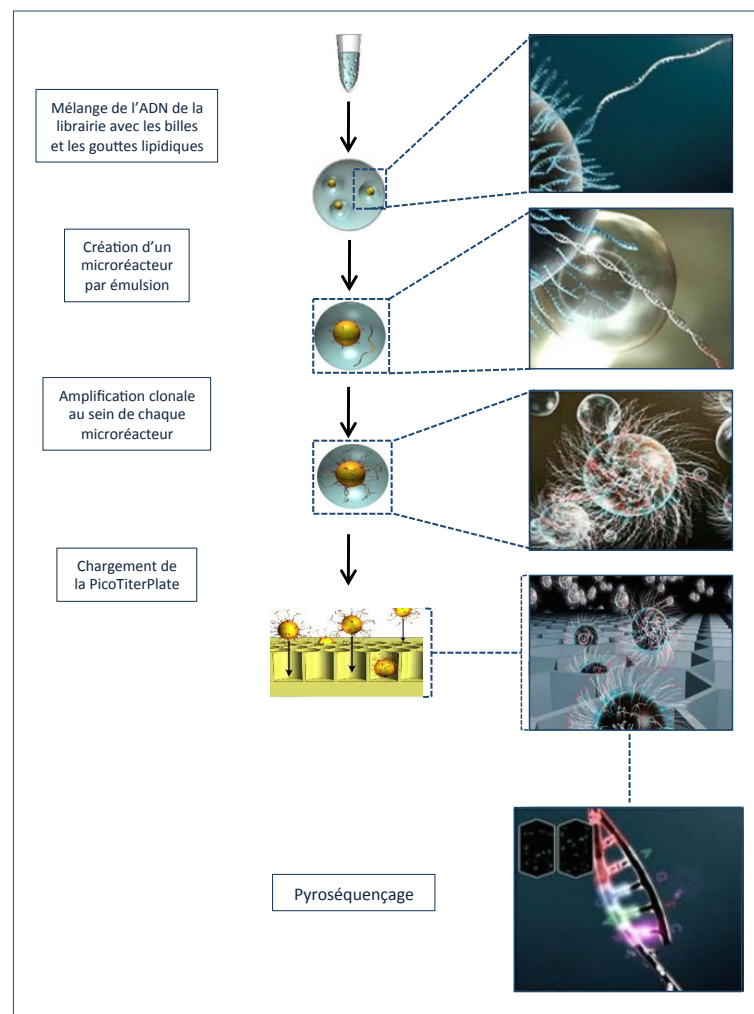 Mélange de l’ADN de la
librairie avec les billes
et les gouttes lipidiques
Création d’un
microréacteur
par émulsion
Amplification clonale
au sein de chaque
microréacteur
Chargement de
la PicoTiterPlate
Pyroséquençage